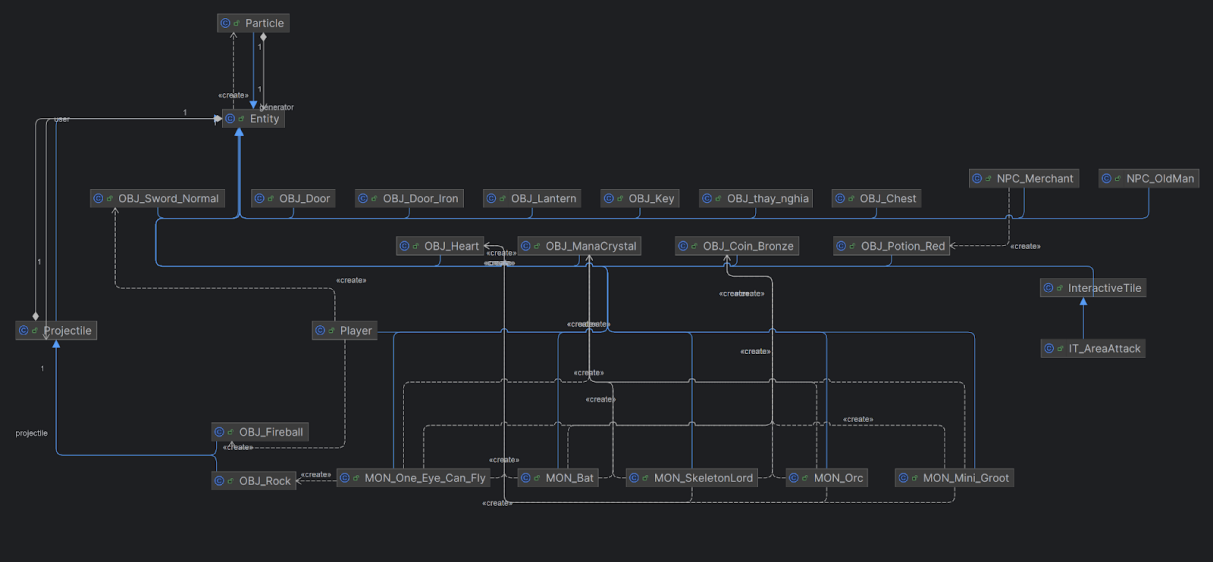 Particle
1
1
«create»
generator
Entity
1
user
NPC_Merchant
NPC_OldMan
OBJ_Sword_Normal
OBJ_Door
OBJ_Door_Iron
OBJ_Lantern
OBJ_Key
OBJ_thay_nghia
OBJ_Chest
OBJ_Heart
OBJ_ManaCrystal
OBJ_Coin_Bronze
OBJ_Potion_Red
«create»
«create»
1
«create»
InteractiveTile
Projectile
Player
IT_AreaAttack
«create»
1
«create»
«create»
«create»
projectile
OBJ_Fireball
«create»
«create»
OBJ_Rock
«create»
MON_One_Eye_Can_Fly
MON_Bat
MON_SkeletonLord
MON_Orc
MON_Mini_Groot
«create»